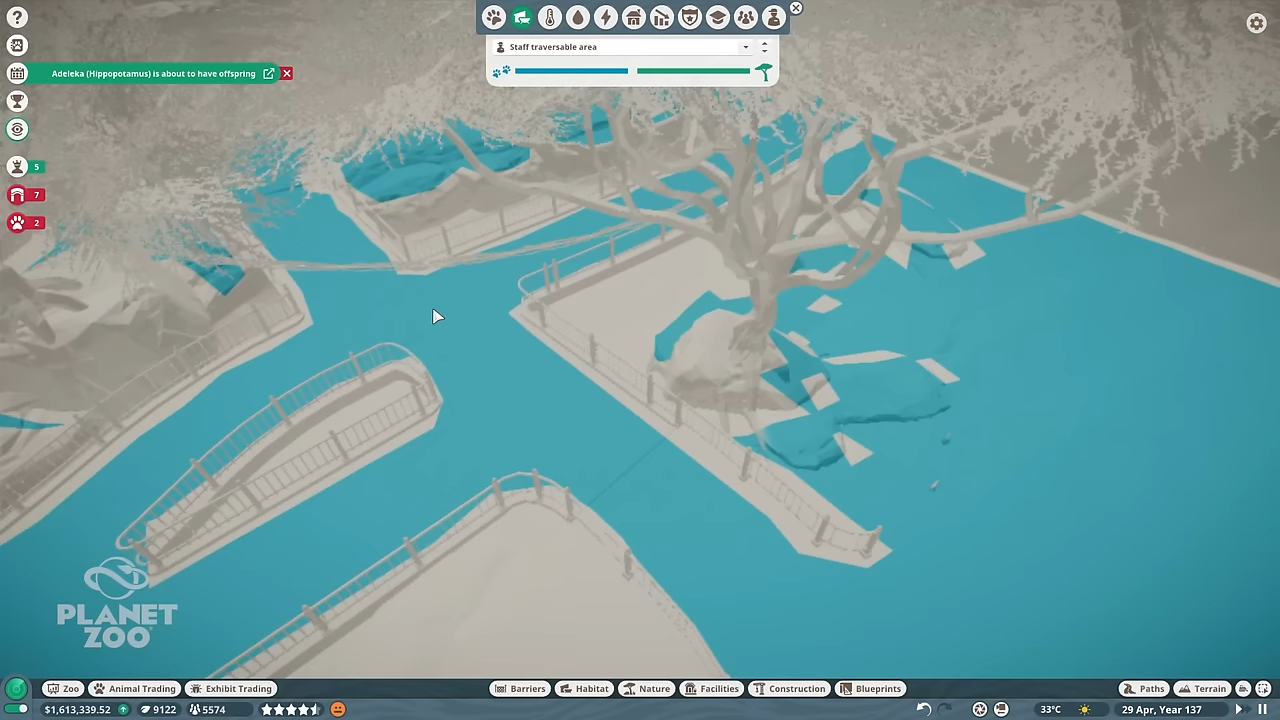 Staff traversable area
Adeleka (Hippopotamus) is about to have offspring
5
7
2
PLANET
ZOO
Zoo
Animal Trading
Exhibit Trading
Barriers
Habitat
Nature
Facilities
Construction
Blueprints
Paths
Terrain
$1,613,339.52
9122
5574
33°C
29 Apr, Year 137